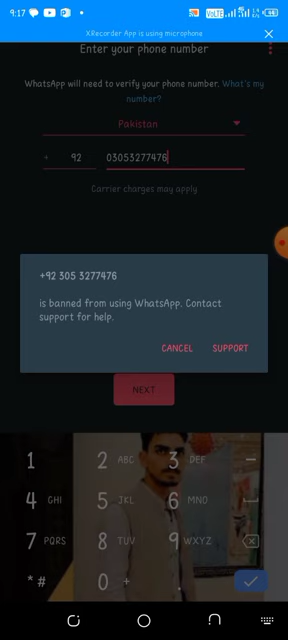 9:17
XRecorder App is using microphone
Enter your phone number
WhatsApp will need to verify your phone number. What's my
number?
Pakistan
+ 92 03053277476
Carrier charges may apply
+92 305 3277476
is banned from using WhatsApp. Contact
support for help.
CANCEL SUPPORT
NEXT
1 2 ABC 3 DEF
4 GHI 5 JKL 6 MNO
7 PQRS 8 TUV 9 WXYZ
* # 0 + .